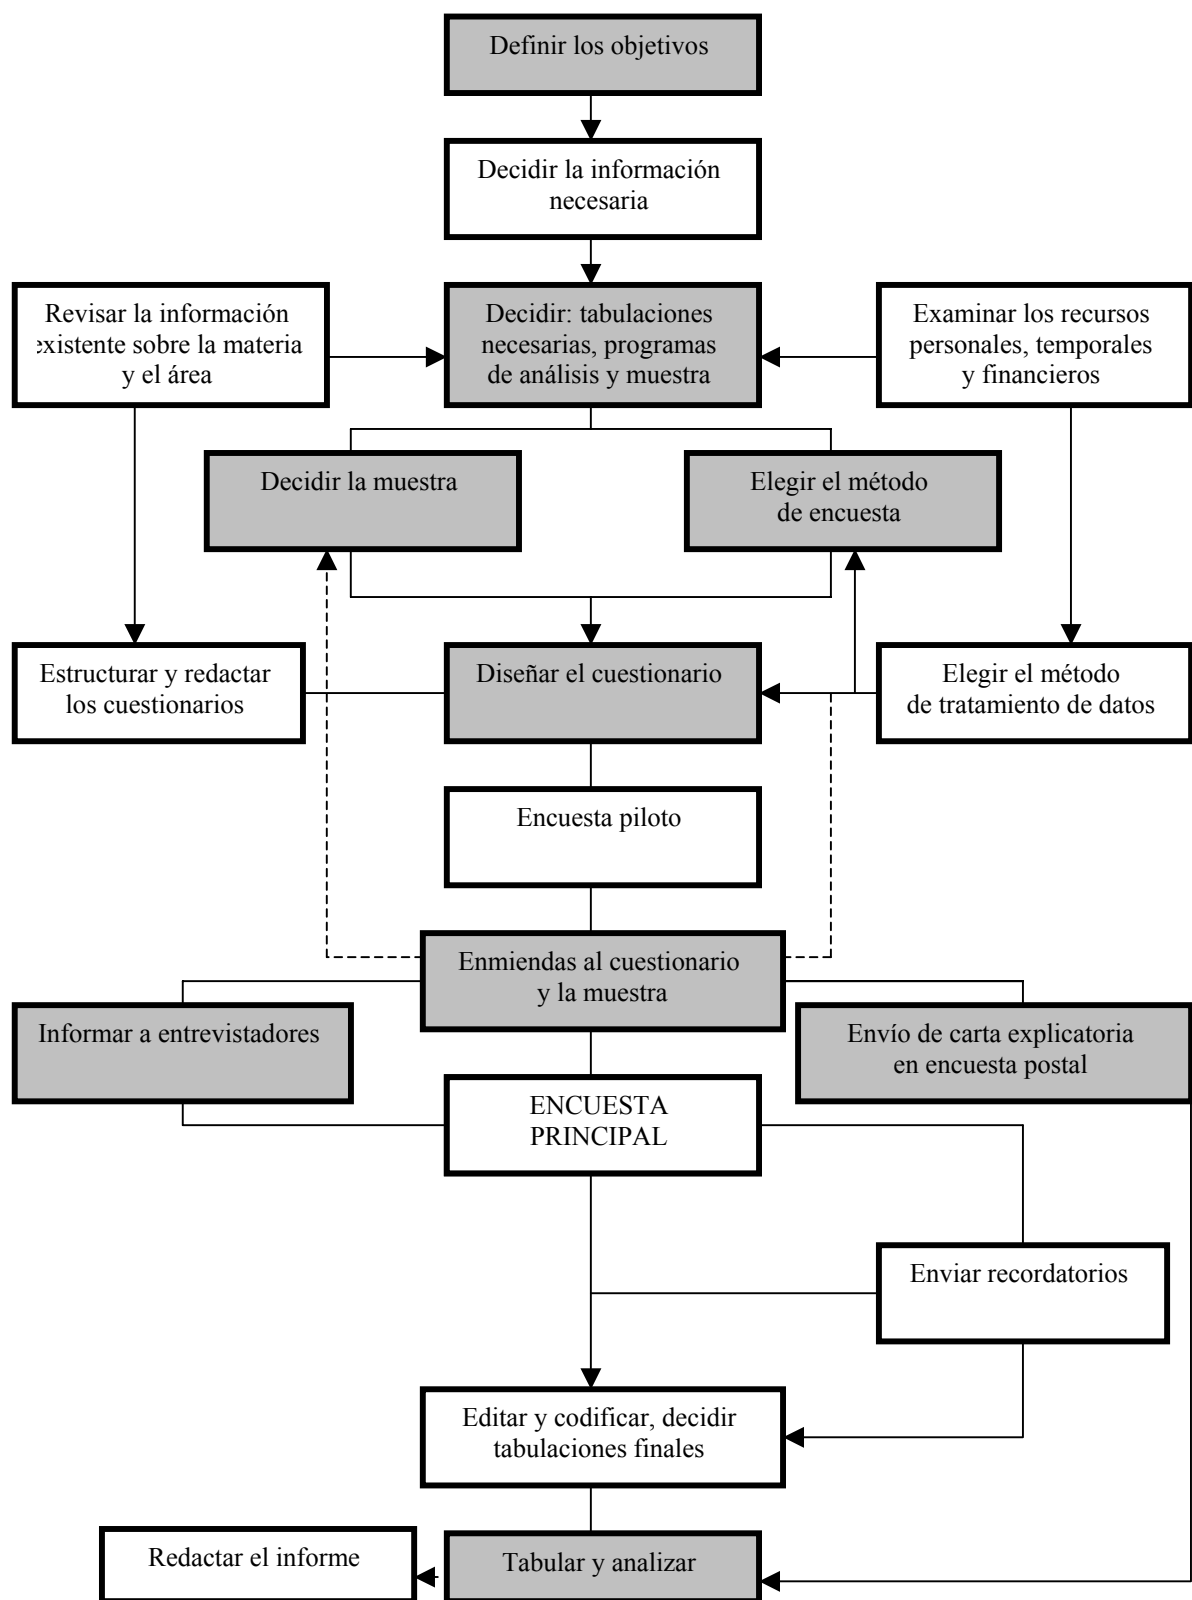 Definir los objetivos
Decidir la información
necesaria
Revisar la información
existente sobre la materia
y el área
Decidir: tabulaciones
necesarias, programas
de análisis y muestra
Examinar los recursos
personales, temporales
y financieros
Decidir la muestra
Elegir el método
de encuesta
Estructurar y redactar
los cuestionarios
Diseñar el cuestionario
Elegir el método
de tratamiento de datos
Encuesta piloto
Enmiendas al cuestionario
y la muestra
Informar a entrevistadores
Envío de carta explicatoria
en encuesta postal
ENCUESTA
PRINCIPAL
Enviar recordatorios
Editar y codificar, decidir
tabulaciones finales
Redactar el informe
Tabular y analizar